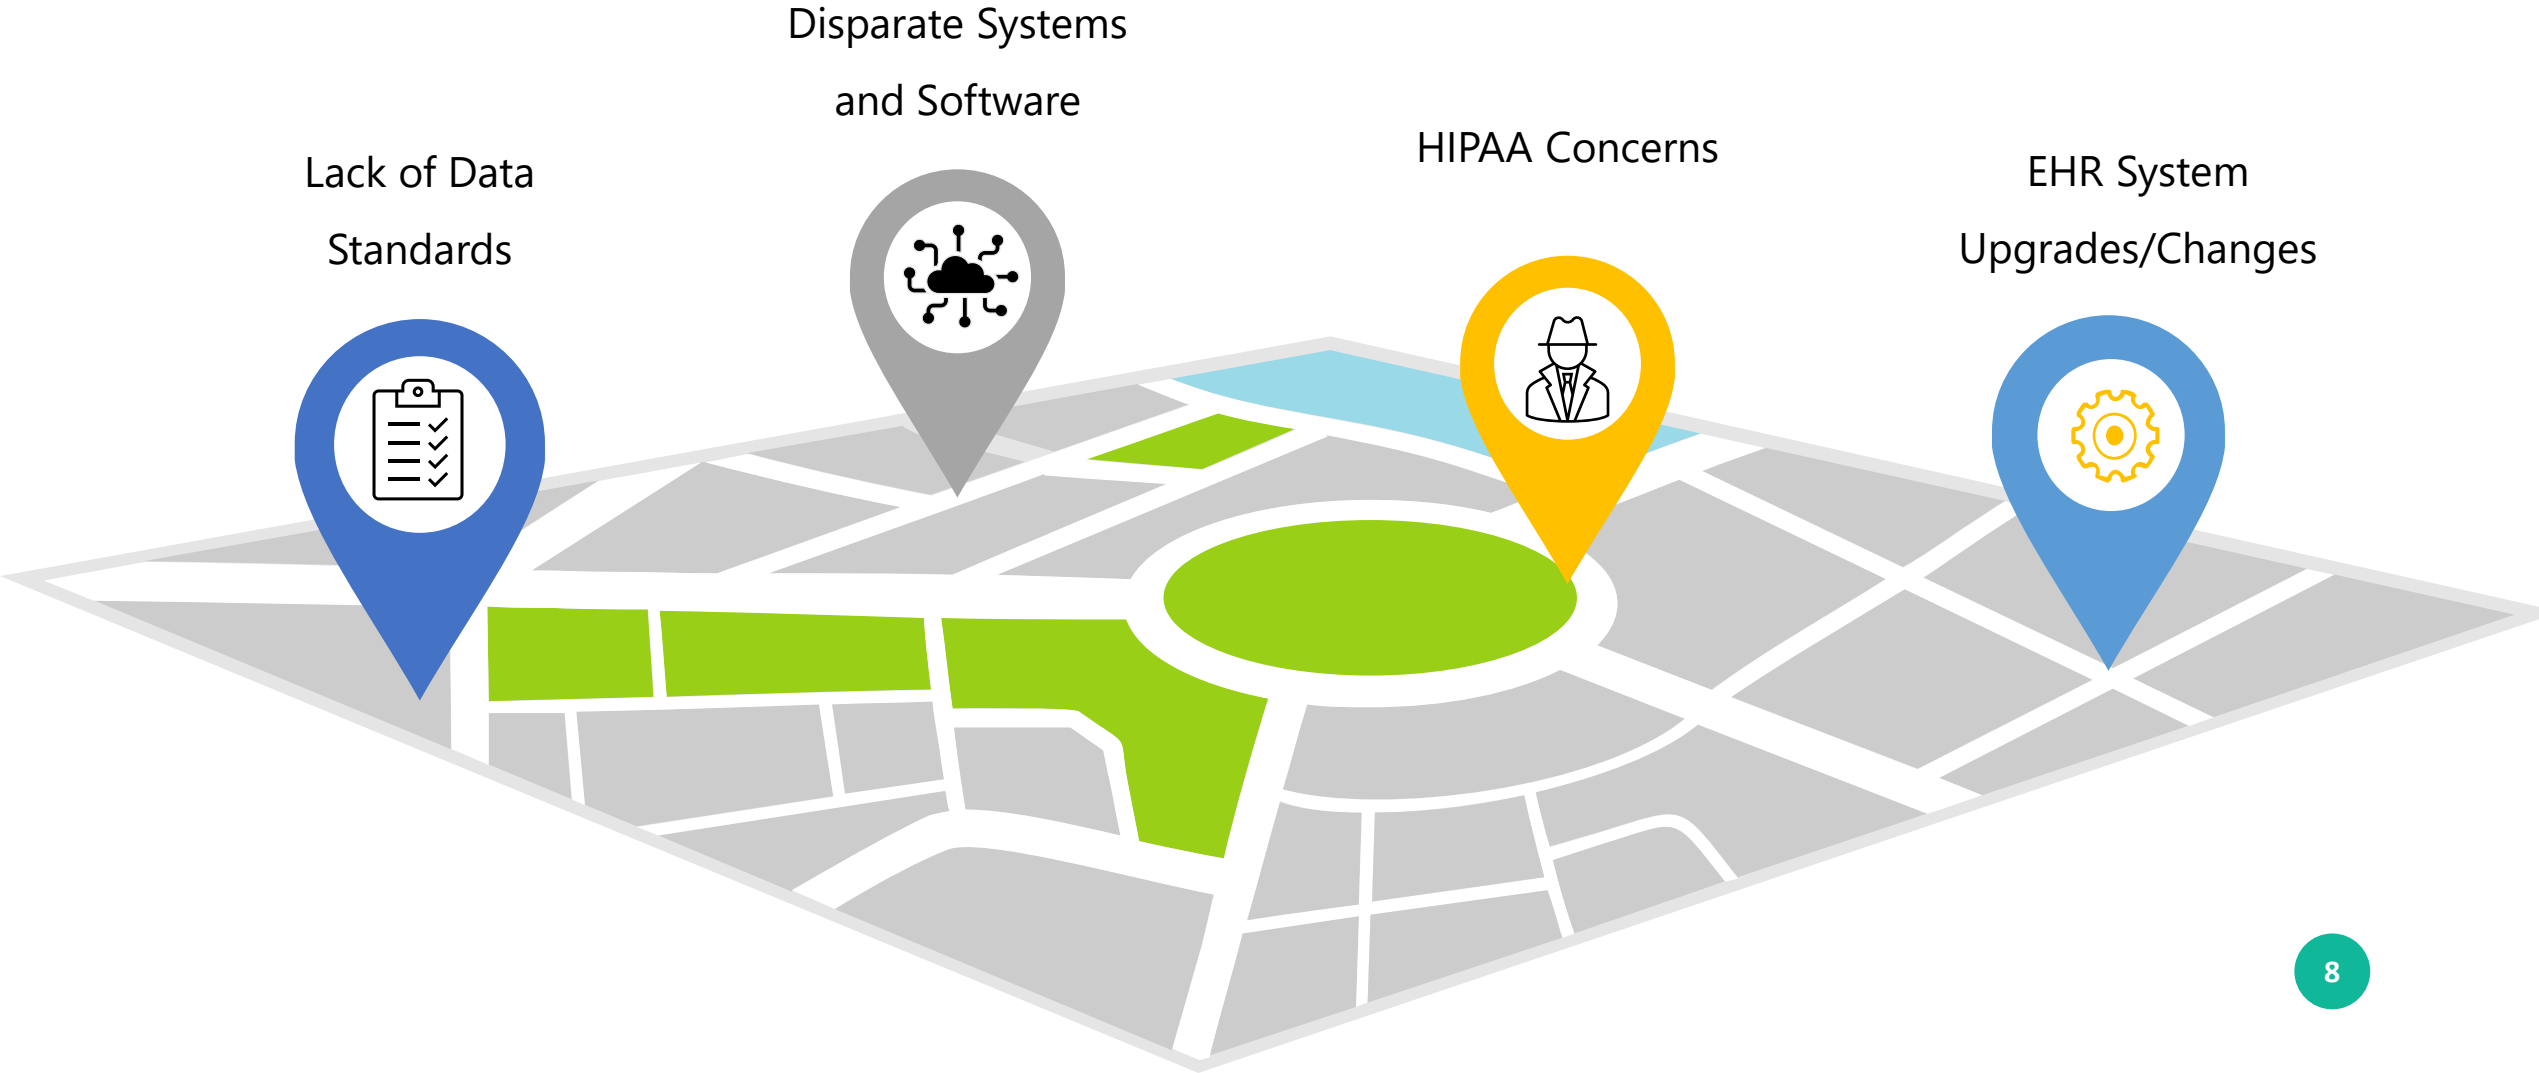 Disparate Systems
and Software
Lack of Data
Standards
HIPAA Concerns
EHR System
Upgrades/Changes
8